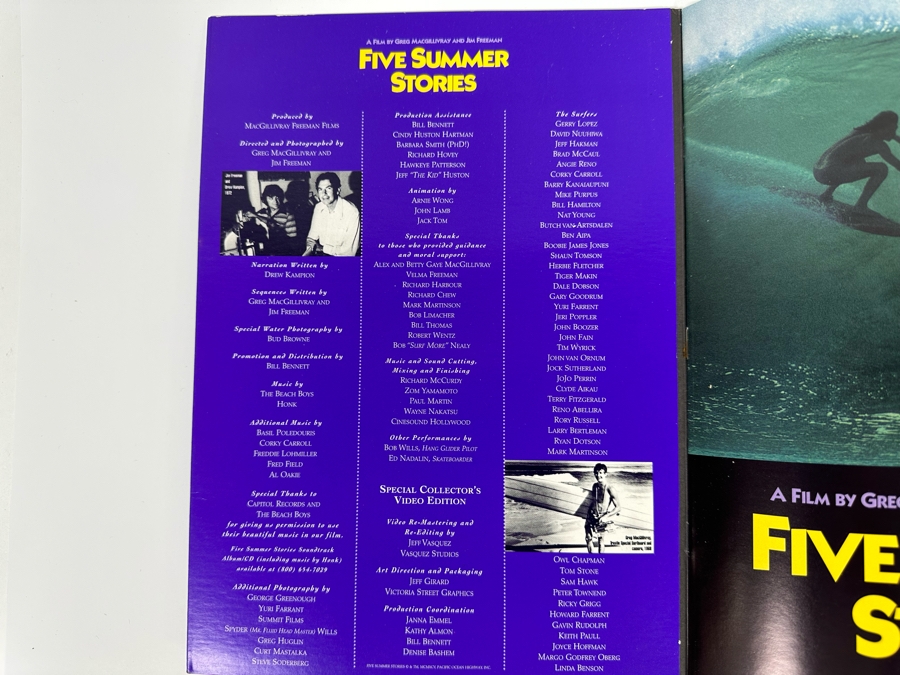 A FILM BY GREG MACGILLIVRAY AND JIM FREEMAN
FIVE SUMMER
STORIES
Produced by
MACGILLIVRAY FREEMAN FILMS
Directed and Photographed by
GREG MACGILLIVRAY AND
JIM FREEMAN
Jim Freeman
and
Greg MacGillivray,
Narration Written by
DREW KAMPION
Sequences Written by
GREG MACGILLIVRAY AND
JIM FREEMAN
Special Water Photography by
BUD BROWNE
Promotion and Distribution by
BILL BENNETT
Music by
THE BEACH BOYS
HONK
Additional Music by
BASIL POLEDOURIS
CORKY CARROLL
FREDDIE LOHMILLER
FRED FIELD
AL OAKIE
Special Thanks to
CAPITOL RECORDS AND
THE BEACH BOYS
for giving us permission to use
their beautiful music in our film.
Five Summer Stories Soundtrack
Album/CD (including music by Honk)
available at (800) 654-7029
Additional Photography by
GEORGE GREENOUGH
YURI FARRANT
SUMMIT FILMS
SPYDER (MR. FLUID HEAD MASTER) WILLS
GREG HUGLIN
CURT MASTALKA
STEVE SODERBERG
Production Assistance
BILL BENNETT
CINDY HUSTON HARTMAN
BARBARA SMITH (PHD!)
RICHARD HOVEY
HAWKEYE PATTERSON
JEFF "THE KID" HUSTON
Animation by
ARNIE WONG
JOHN LAMB
JACK TOM
Special Thanks
to those who provided guidance
and moral support:
ALEX AND BETTY GAYE MACGILLIVRAY
VELMA FREEMAN
RICHARD HARBOUR
RICHARD CHEW
MARK MARTINSON
BOB LIMACHER
BILL THOMAS
ROBERT WENTZ
BOB "SURF MORE" NEALY
Music and Sound Cutting,
Mixing and Finishing
RICHARD MCCURDY
ZOM YAMAMOTO
PAUL MARTIN
WAYNE NAKATSU
CINESOUND HOLLYWOOD
Other Performances by
BOB WILLS, HANG GLIDER PILOT
ED NADALIN, SKATEBOARDER
SPECIAL COLLECTOR'S
VIDEO EDITION
Video Re-Mastering and
Re-Editing by
JEFF VASQUEZ
VASQUEZ STUDIOS
Art Direction and Packaging
JEFF GIRARD
VICTORIA STREET GRAPHICS
Production Coordination
JANNA EMMEL
KATHY ALMON
BILL BENNETT
DENISE BASHEM
The Surfers
GERRY LOPEZ
DAVID NUUHIWA
JEFF HAKMAN
BRAD MCCAUL
ANGIE RENO
CORKY CARROLL
BARRY KANAIAUPUNI
MIKE PURPUS
BILL HAMILTON
NAT YOUNG
BUTCH VAN ARTSDALEN
BEN AIPA
BOOBIE JAMES JONES
SHAUN TOMSON
HERBIE FLETCHER
TIGER MAKIN
DALE DOBSON
GARY GOODRUM
YURI FARRENT
JERI POPPLER
JOHN BOOZER
JOHN FAIN
TIM WYRICK
JOHN VAN ORNUM
JOCK SUTHERLAND
JOJO PERRIN
CLYDE AIKAU
TERRY FITZGERALD
RENO ABELLIRA
RORY RUSSELL
LARRY BERTLEMAN
RYAN DOTSON
MARK MARTINSON
Greg MacGillivray,
OWL CHAPMAN
TOM STONE
SAM HAWK
PETER TOWNEND
RICKY GRIGG
HOWARD FARRENT
GAVIN RUDOLPH
KEITH PAULL
JOYCE HOFFMAN
MARGO GODFREY OBERG
LINDA BENSON
A FILM BY GREG
FIVE
S